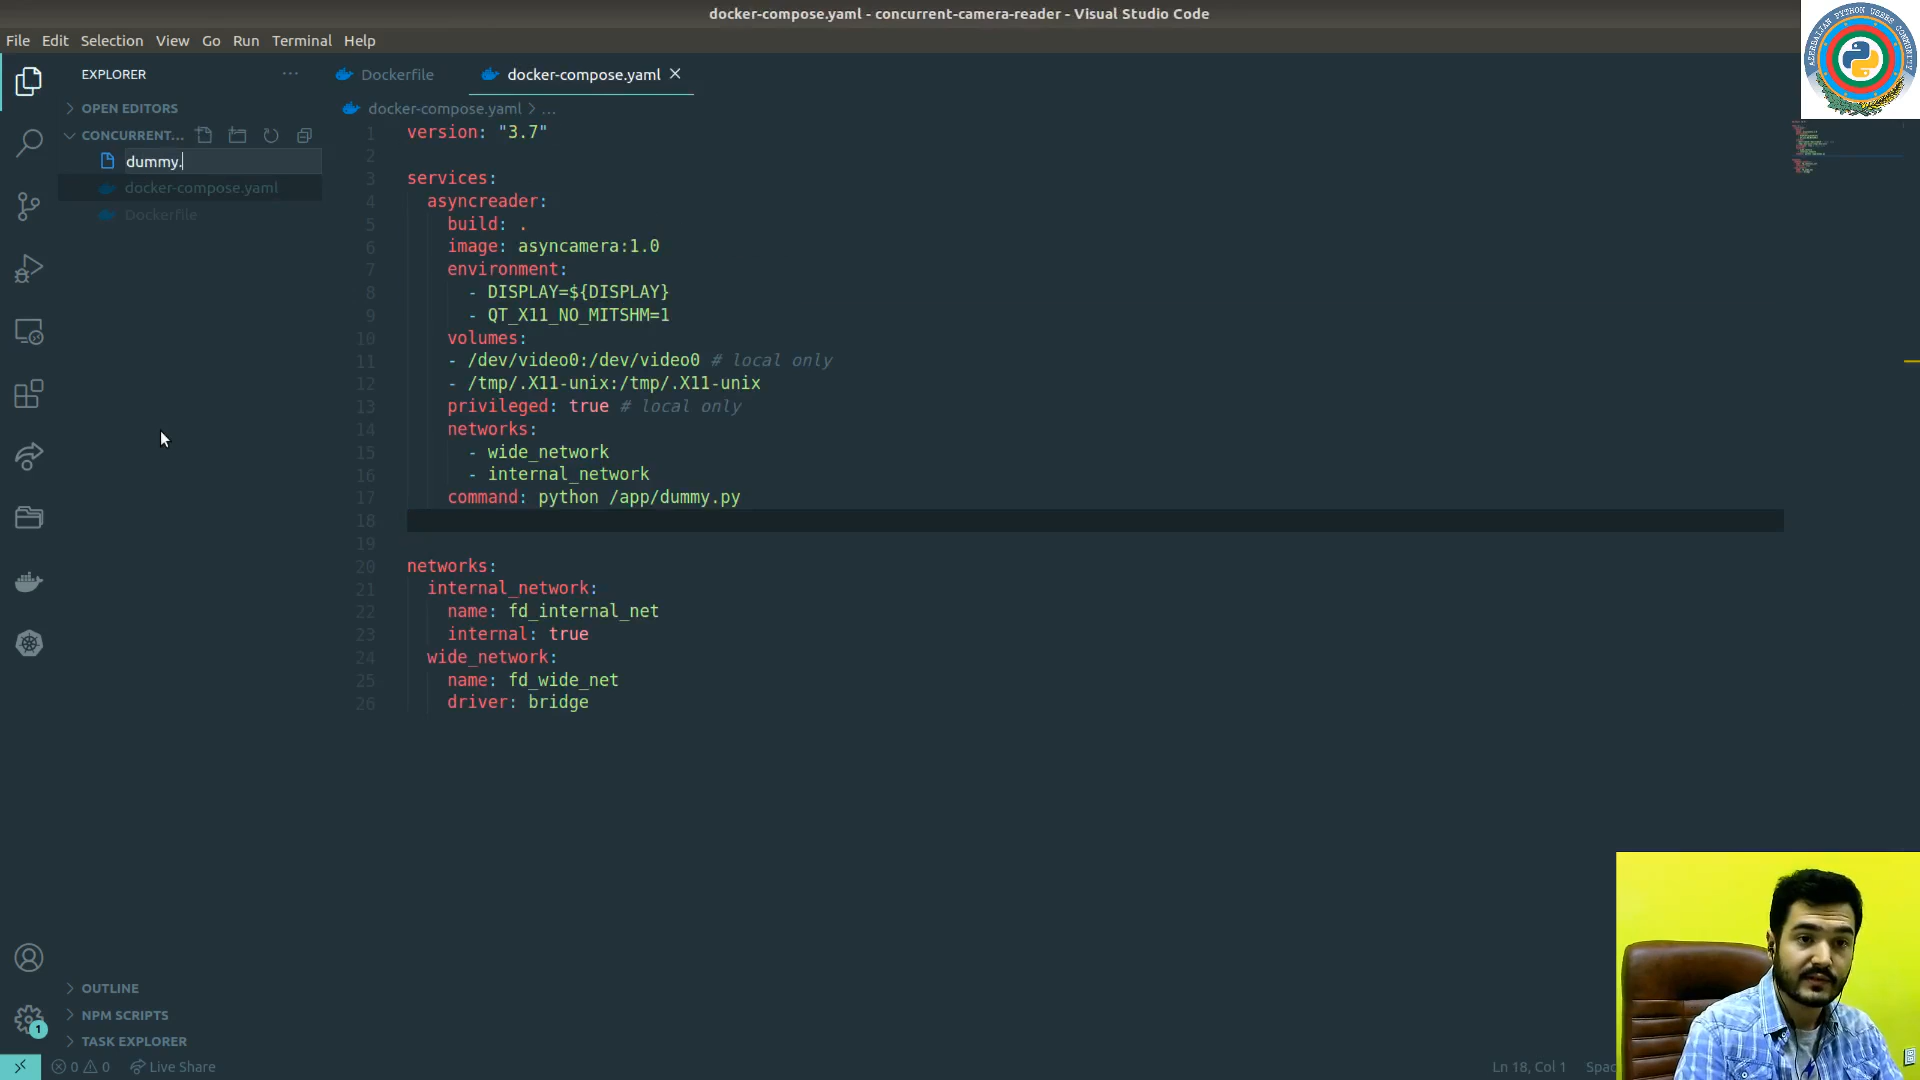 docker-compose.yaml - concurrent-camera-reader - Visual Studio Code
File Edit Selection View Go Run Terminal Help
EXPLORER
OPEN EDITORS
CONCURRENT...
dummy.
docker-compose.yaml
Dockerfile
Dockerfile
docker-compose.yaml
docker-compose.yaml > ...
1 version: "3.7"
2
3 services:
4 asyncreader:
5 build: .
6 image: asyncamera:1.0
7 environment:
8 - DISPLAY=${DISPLAY}
9 - QT_X11_NO_MITSHM=1
10 volumes:
11 - /dev/video0:/dev/video0 # local only
12 - /tmp/.X11-unix:/tmp/.X11-unix
13 privileged: true # local only
14 networks:
15 - wide_network
16 - internal_network
17 command: python /app/dummy.py
18
19
20 networks:
21 internal_network:
22 name: fd_internal_net
23 internal: true
24 wide_network:
25 name: fd_wide_net
26 driver: bridge
OUTLINE
NPM SCRIPTS
TASK EXPLORER
1
0 0 Live Share
Ln 18, Col 1 Spac
AZERBAIJAN PYTHON USERS COMMUNITY